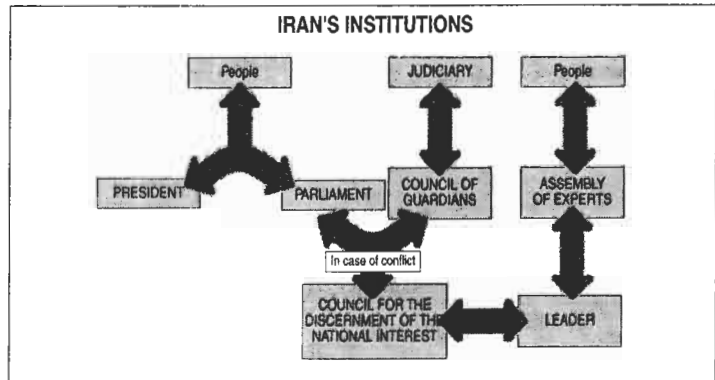 IRAN'S INSTITUTIONS
People
JUDICIARY
People
PRESIDENT
PARLIAMENT
COUNCIL OF
GUARDIANS
ASSEMBLY
OF EXPERTS
In case of conflict
COUNCIL FOR THE
DISCERNMENT OF THE
NATIONAL INTEREST
LEADER